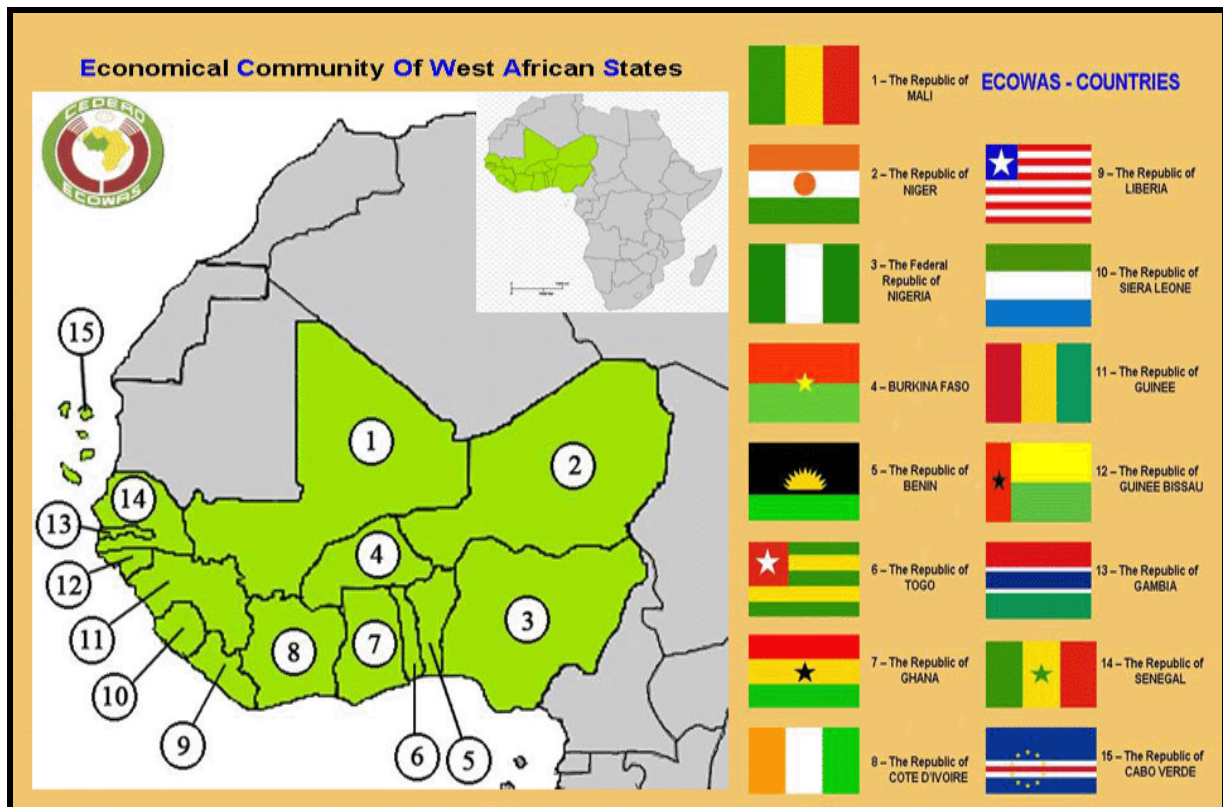 Economical Community Of West African States
CEDEAO
ECOWAS
15
1
2
14
13
4
12
3
11
7
8
10
9
6
5
ECOWAS - COUNTRIES
1 – The Republic of
MALI
2 – The Republic of
NIGER
3 – The Federal
Republic of
NIGERIA
4 – BURKINA FASO
5 – The Republic of
BENIN
6 – The Republic of
TOGO
7 – The Republic of
GHANA
8 – The Republic of
COTE D'IVOIRE
9 – The Republic of
LIBERIA
10 – The Republic of
SIERA LEONE
11 – The Republic of
GUINEE
12 – The Republic of
GUINEE BISSAU
13 – The Republic of
GAMBIA
14 – The Republic of
SENEGAL
15 – The Republic of
CABO VERDE